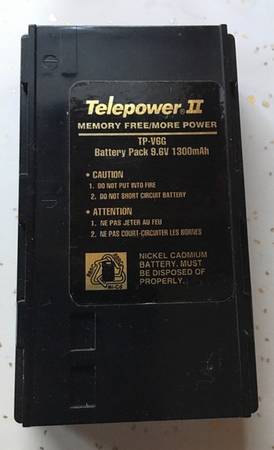 Telepower® II
MEMORY FREE/MORE POWER
TP-V6G
Battery Pack 9.6V 1300mAh
• CAUTION
1. DO NOT PUT INTO FIRE
2. DO NOT SHORT CIRCUIT BATTERY
• ATTENTION
1. NE PAS JETER AU FEU
2. NE PAS COURT-CIRCUITER LES BORNES
NICKEL CADMIUM
BATTERY. MUST
BE DISPOSED OF
PROPERLY.